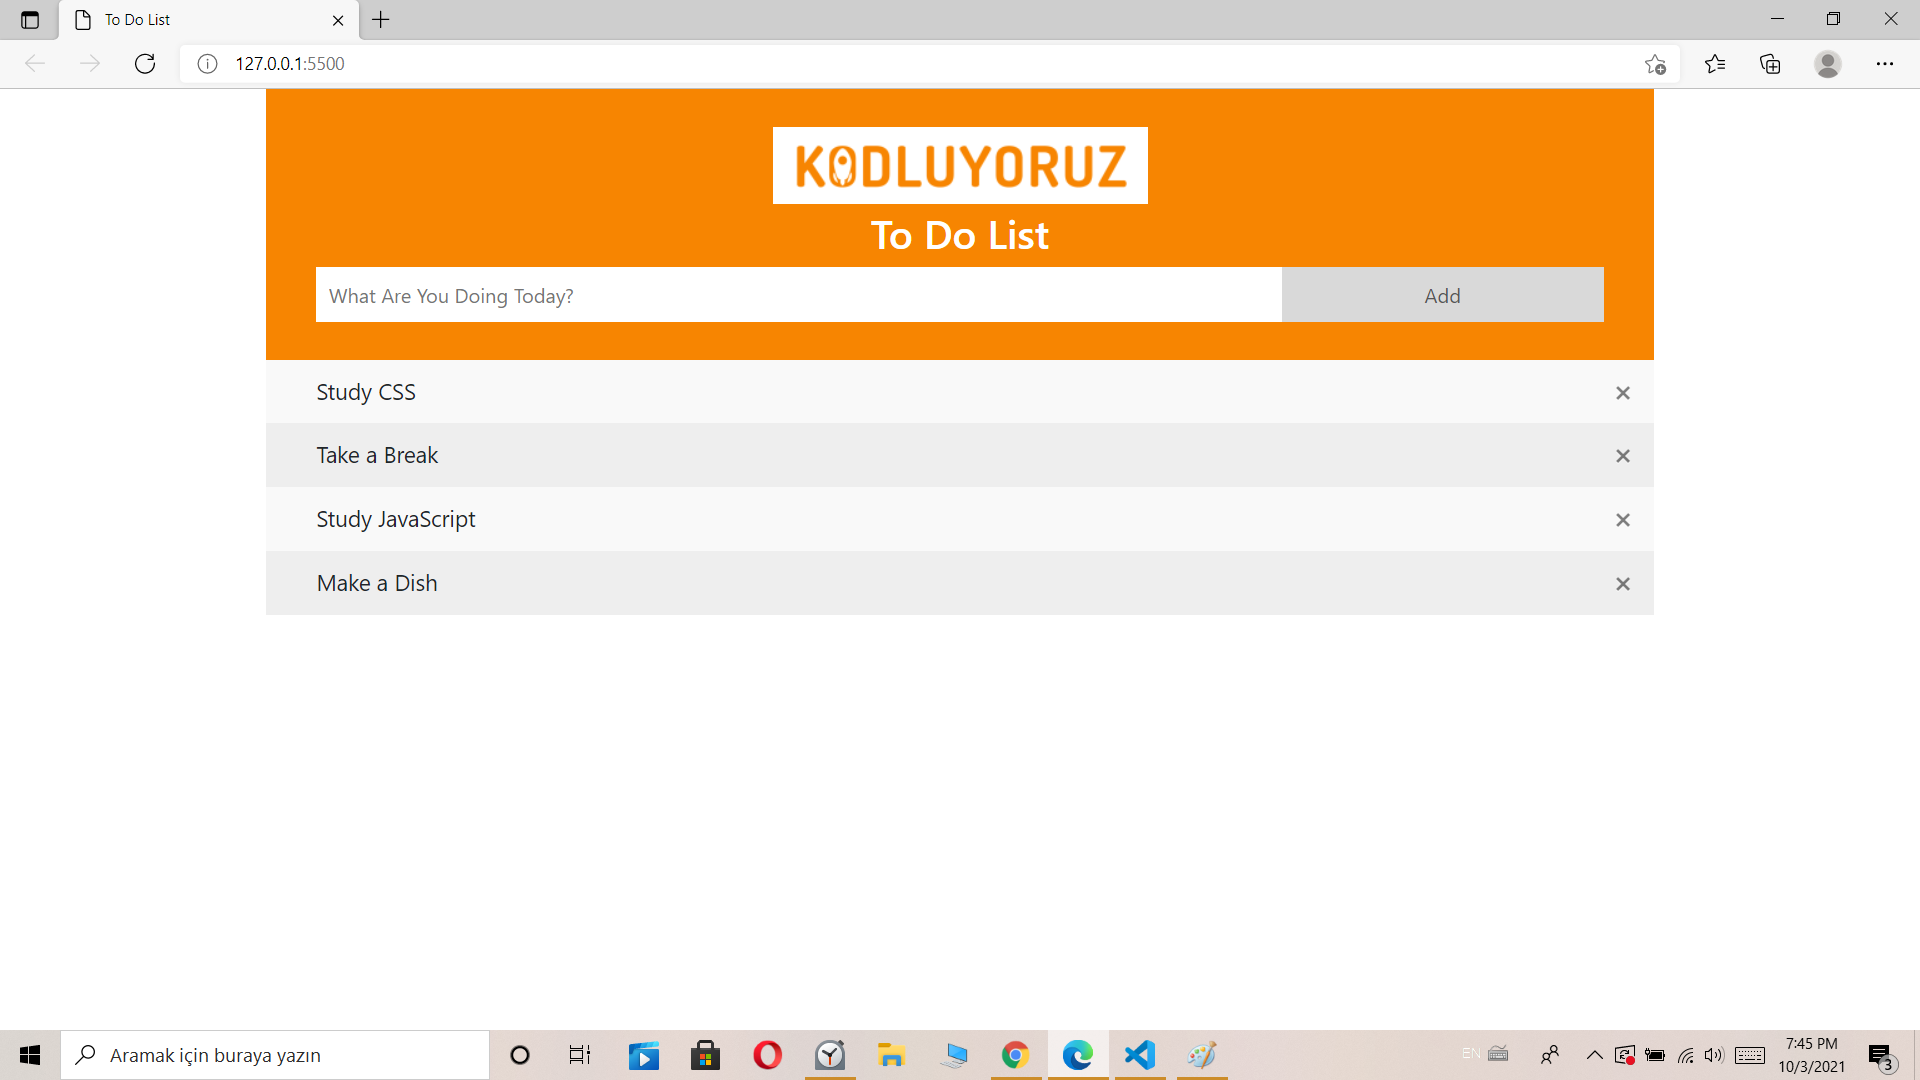 To Do List
127.0.0.1:5500
KODLUYORUZ
To Do List
What Are You Doing Today?
Add
Study CSS
Take a Break
Study JavaScript
Make a Dish
Aramak için buraya yazın
EN
7:45 PM
10/3/2021
3